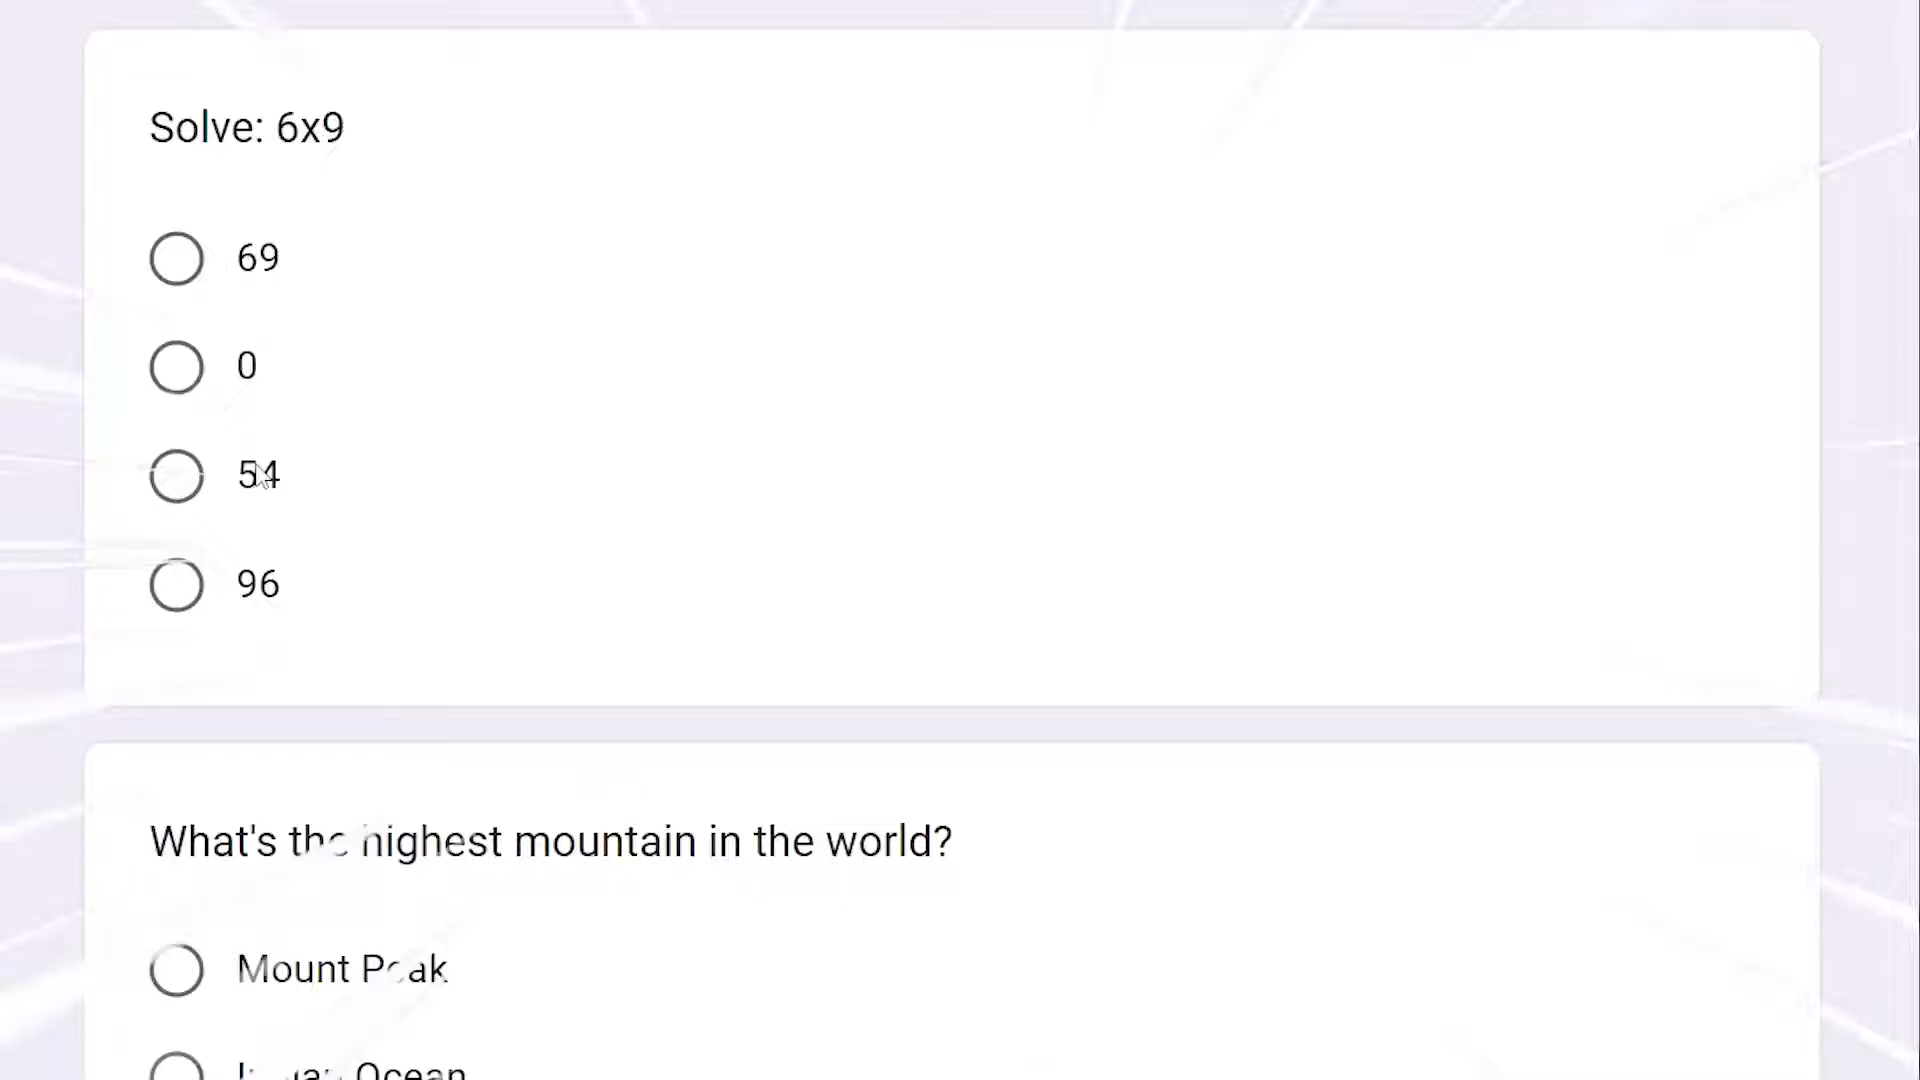 Solve: 6x9
69
0
54
96
What's the highest mountain in the world?
Mount Peak
Ocean